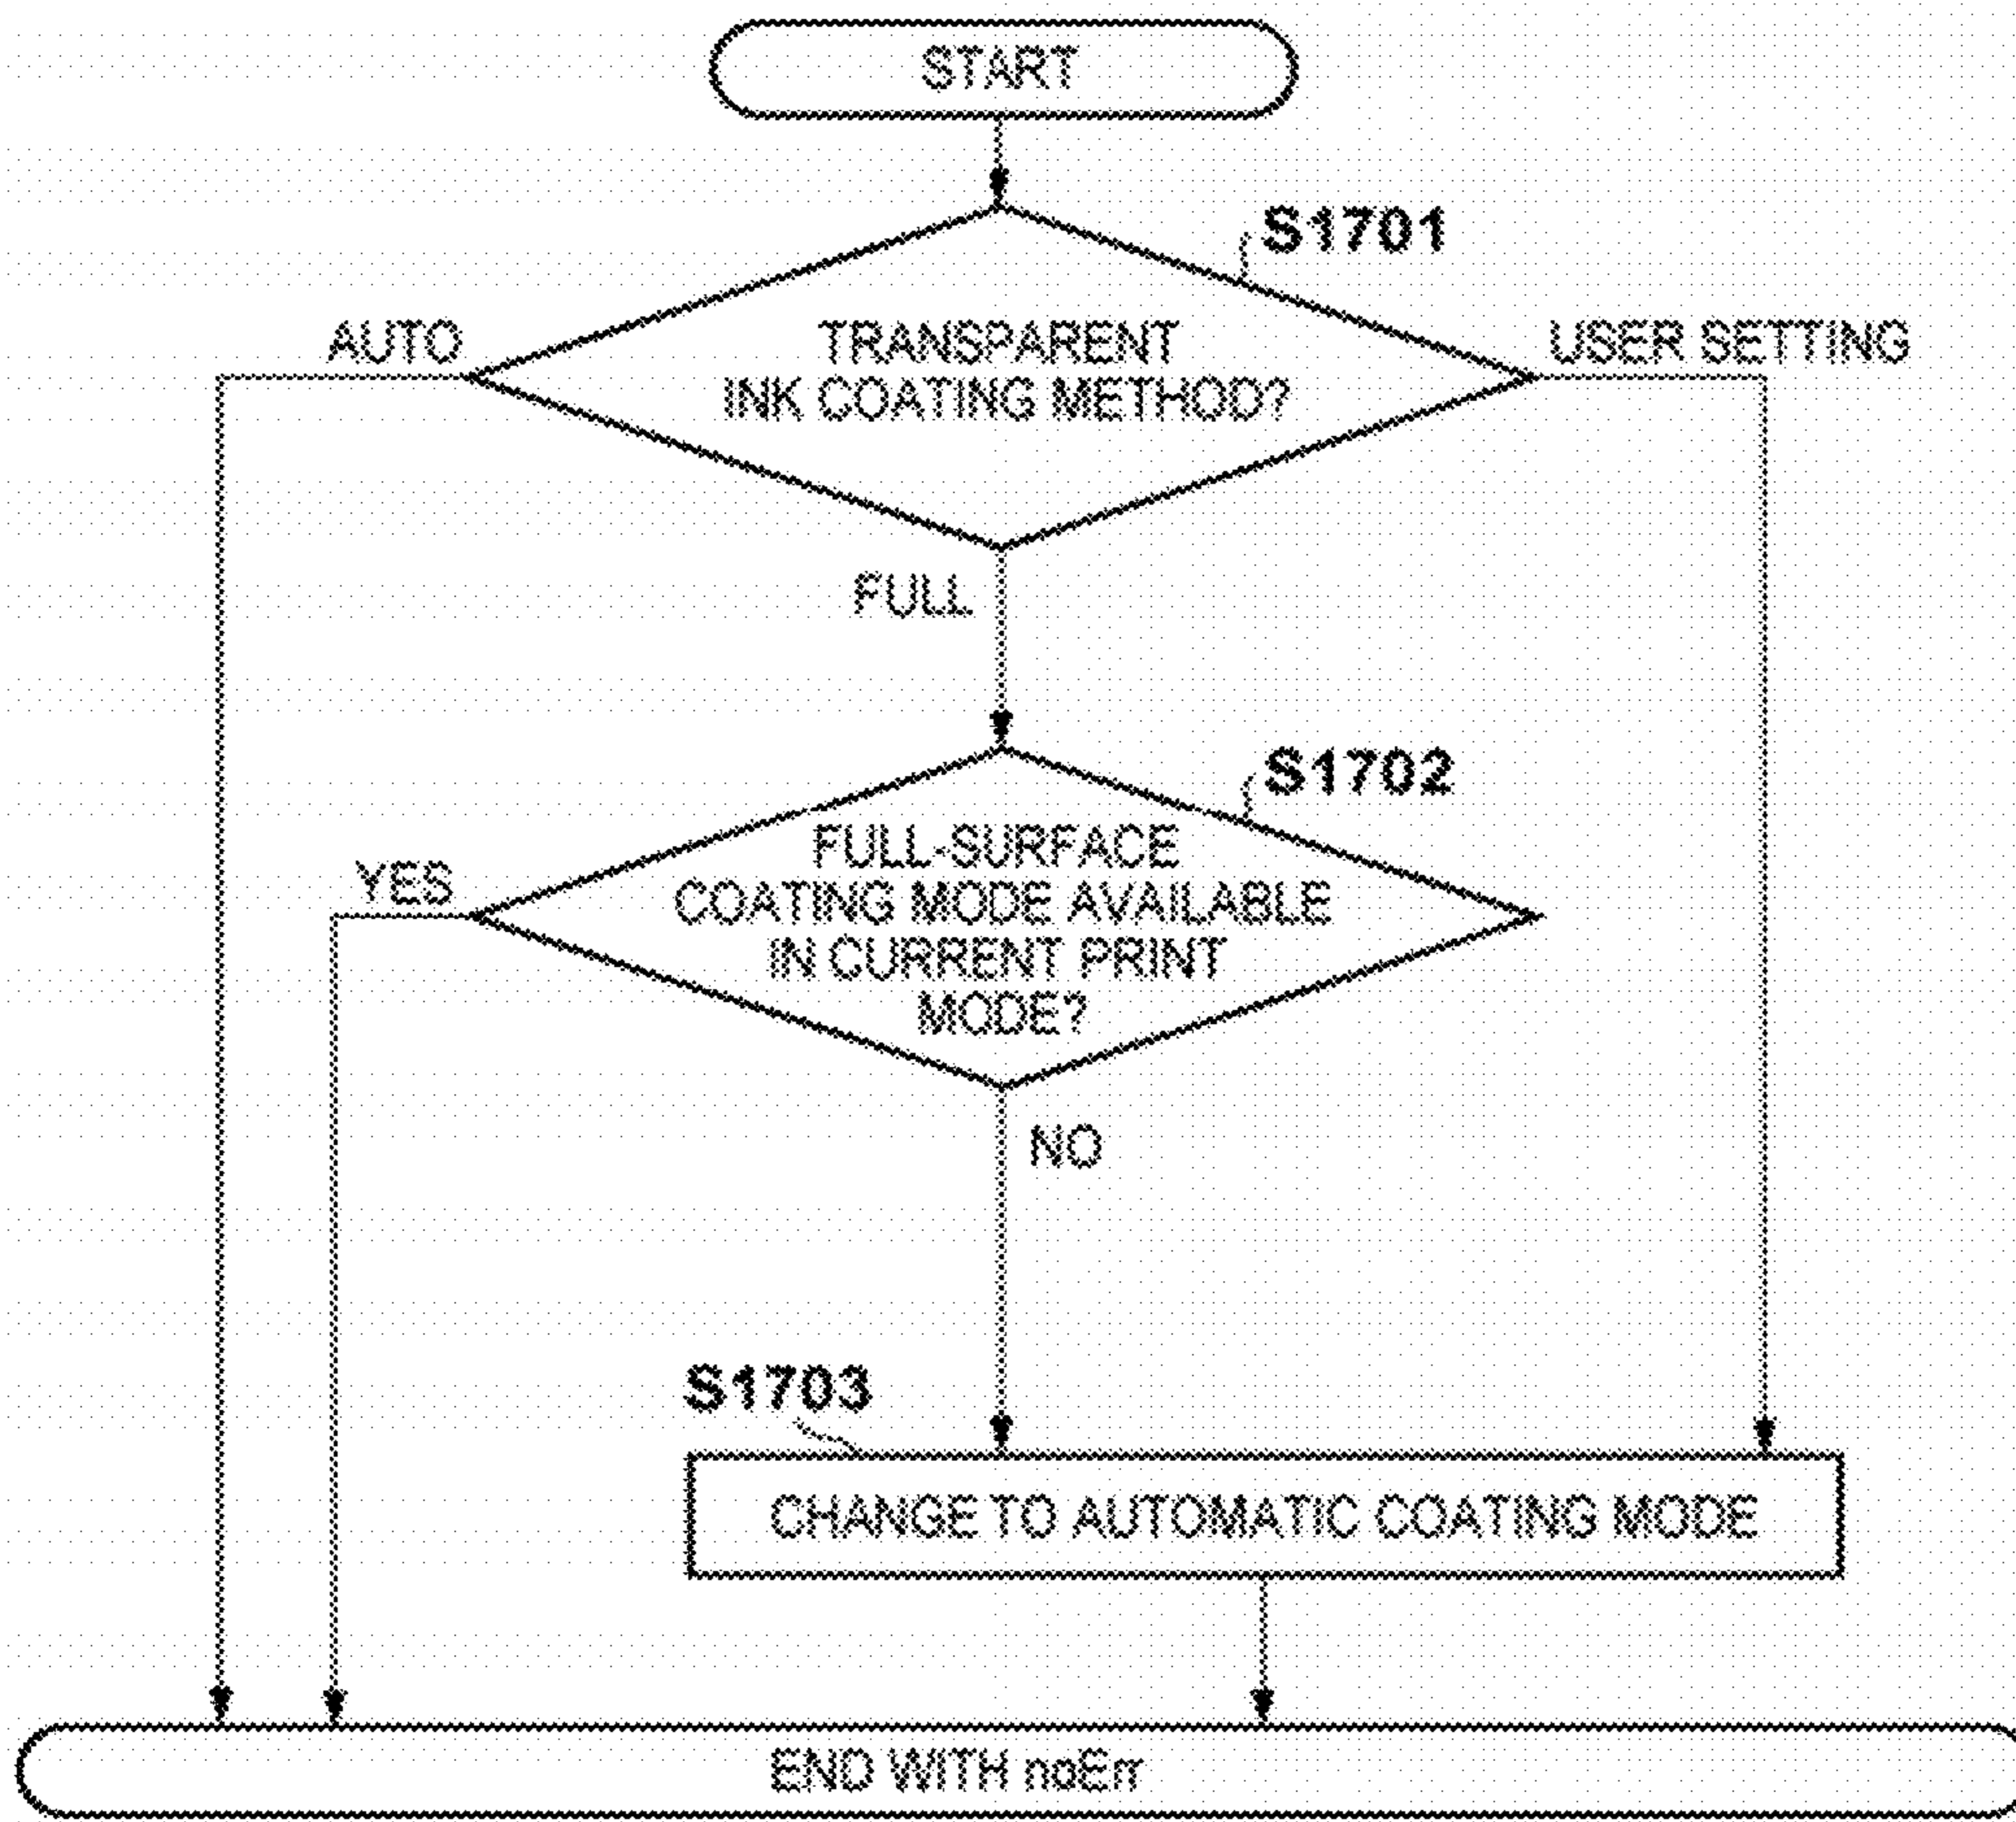 START
S1701
AUTO
TRANSPARENT
USER SETTING
INK COATING METHOD?
FULL
S1702
FULL-SURFACE
YES
COATING MODE AVAILABLE
IN CURRENT PRINT
MODE?
NO
S1703
CHANGE TO AUTOMATIC COATING MODE
END WITH noErr